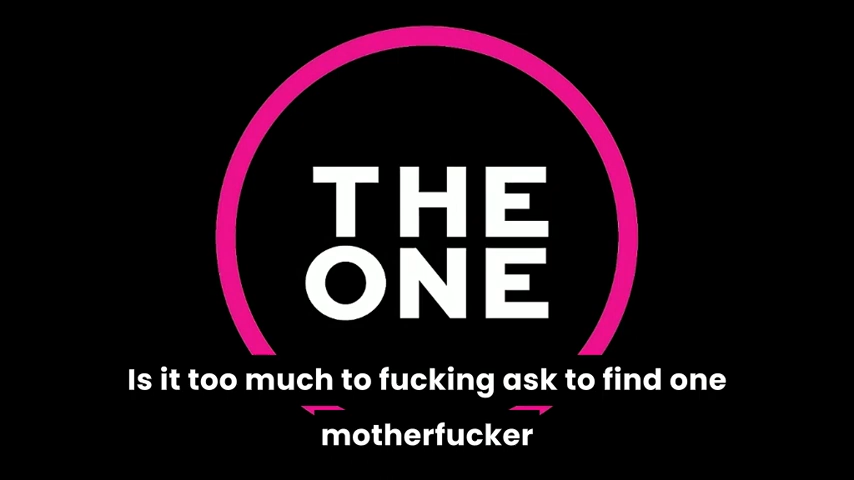 THE
ONE
Is it too much to fucking ask to find one
motherfucker